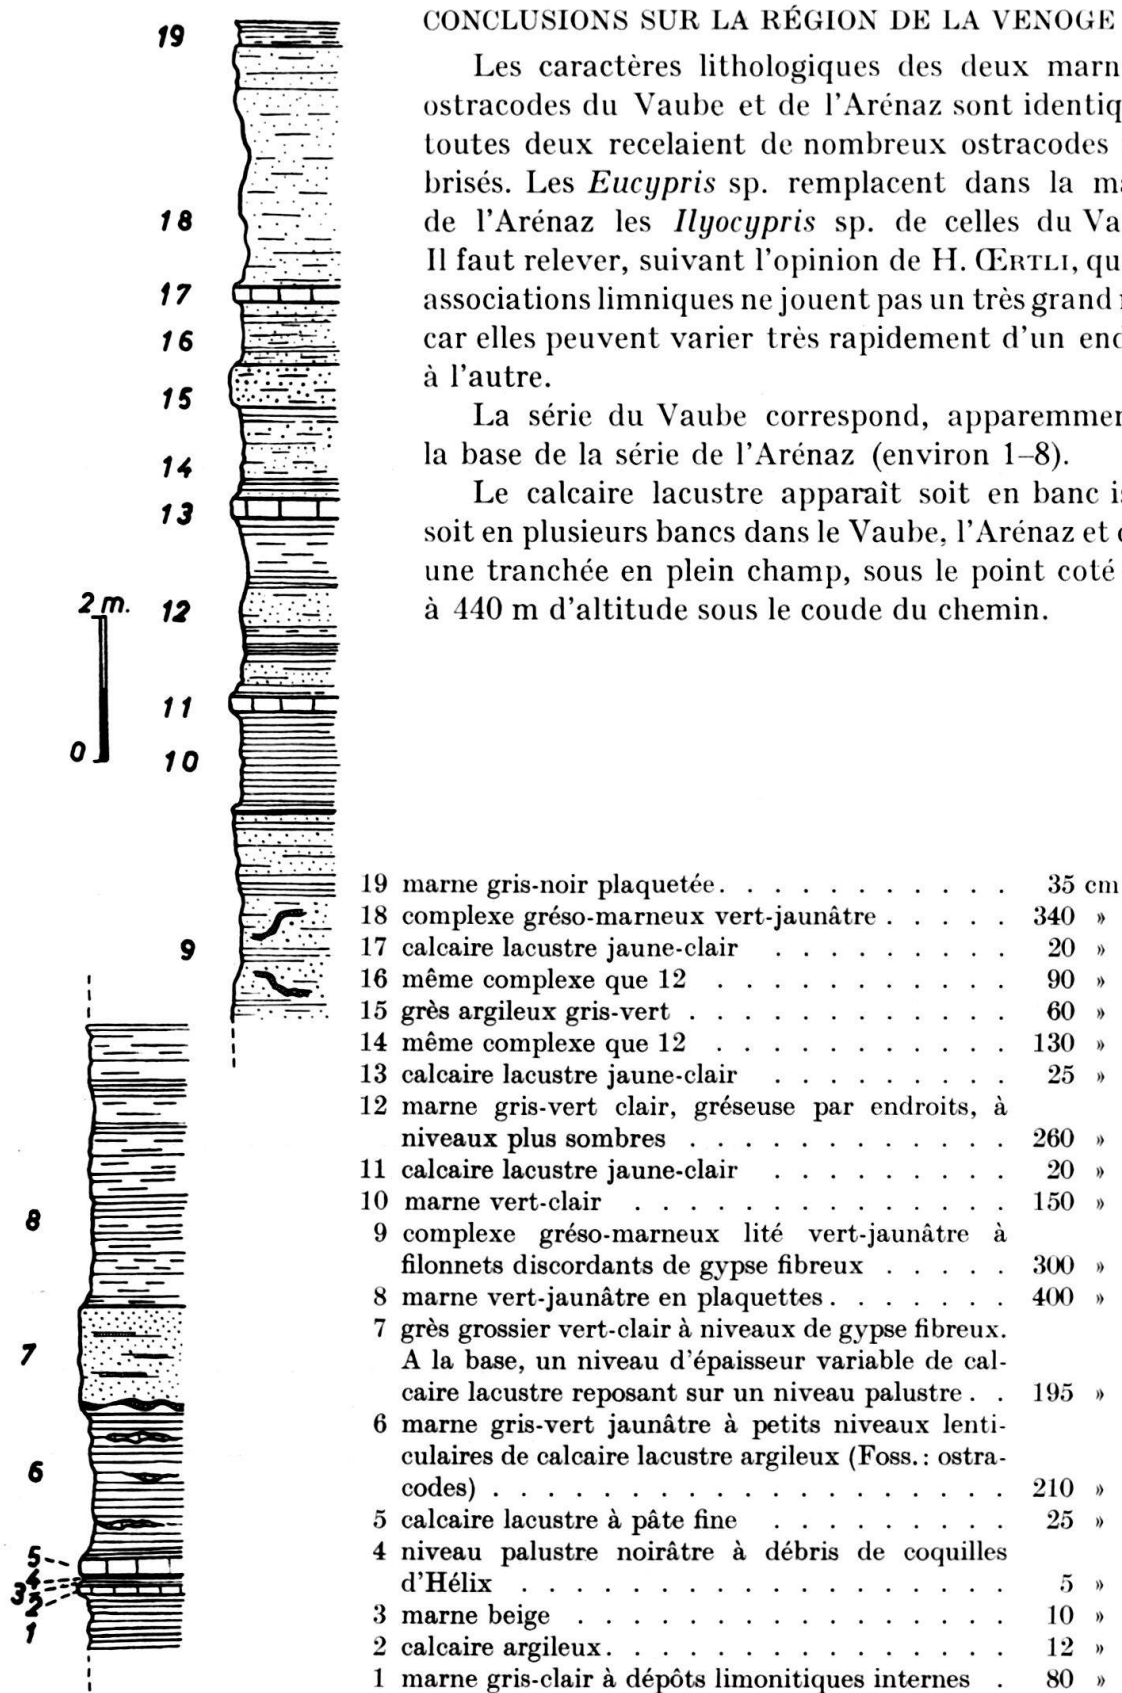 CONCLUSIONS SUR LA RÉGION DE LA VENOGE
Les caractères lithologiques des deux marn
ostracodes du Vaube et de l'Arénaz sont identiq
toutes deux recelaient de nombreux ostracodes
brisés. Les Eucypris sp. remplacent dans la ma
de l'Arénaz les Ilyocypris sp. de celles du Va
Il faut relever, suivant l'opinion de H. ŒRTLI, qu
associations limniques ne jouent pas un très grand
car elles peuvent varier très rapidement d'un end
à l'autre.
La série du Vaube correspond, apparemmen
la base de la série de l'Arénaz (environ 1–8).
Le calcaire lacustre apparaît soit en banc is
soit en plusieurs bancs dans le Vaube, l'Arénaz et
une tranchée en plein champ, sous le point coté
à 440 m d'altitude sous le coude du chemin.
19
18
17
16
15
14
13
2 m.
12
11
0
10
9
8
7
6
5
4
3
2
1
19 marne gris-noir plaquetée . . . . . . . . . . . 35 cm
18 complexe gréso-marneux vert-jaunâtre . . . . . 340 »
17 calcaire lacustre jaune-clair . . . . . . . . . 20 »
16 même complexe que 12 . . . . . . . . . . . 90 »
15 grès argileux gris-vert . . . . . . . . . . . . 60 »
14 même complexe que 12 . . . . . . . . . . . 130 »
13 calcaire lacustre jaune-clair . . . . . . . . . 25 »
12 marne gris-vert clair, gréseuse par endroits, à
niveaux plus sombres . . . . . . . . . . . . 260 »
11 calcaire lacustre jaune-clair . . . . . . . . . 20 »
10 marne vert-clair . . . . . . . . . . . . . . 150 »
9 complexe gréso-marneux lité vert-jaunâtre à
filonnets discordants de gypse fibreux . . . . . 300 »
8 marne vert-jaunâtre en plaquettes . . . . . . . 400 »
7 grès grossier vert-clair à niveaux de gypse fibreux.
A la base, un niveau d'épaisseur variable de cal-
caire lacustre reposant sur un niveau palustre . . 195 »
6 marne gris-vert jaunâtre à petits niveaux lenti-
culaires de calcaire lacustre argileux (Foss.: ostra-
codes) . . . . . . . . . . . . . . . . . . . 210 »
5 calcaire lacustre à pâte fine . . . . . . . . . 25 »
4 niveau palustre noirâtre à débris de coquilles
d'Hélix . . . . . . . . . . . . . . . . . . 5 »
3 marne beige . . . . . . . . . . . . . . . . 10 »
2 calcaire argileux . . . . . . . . . . . . . . . 12 »
1 marne gris-clair à dépôts limonitiques internes . 80 »